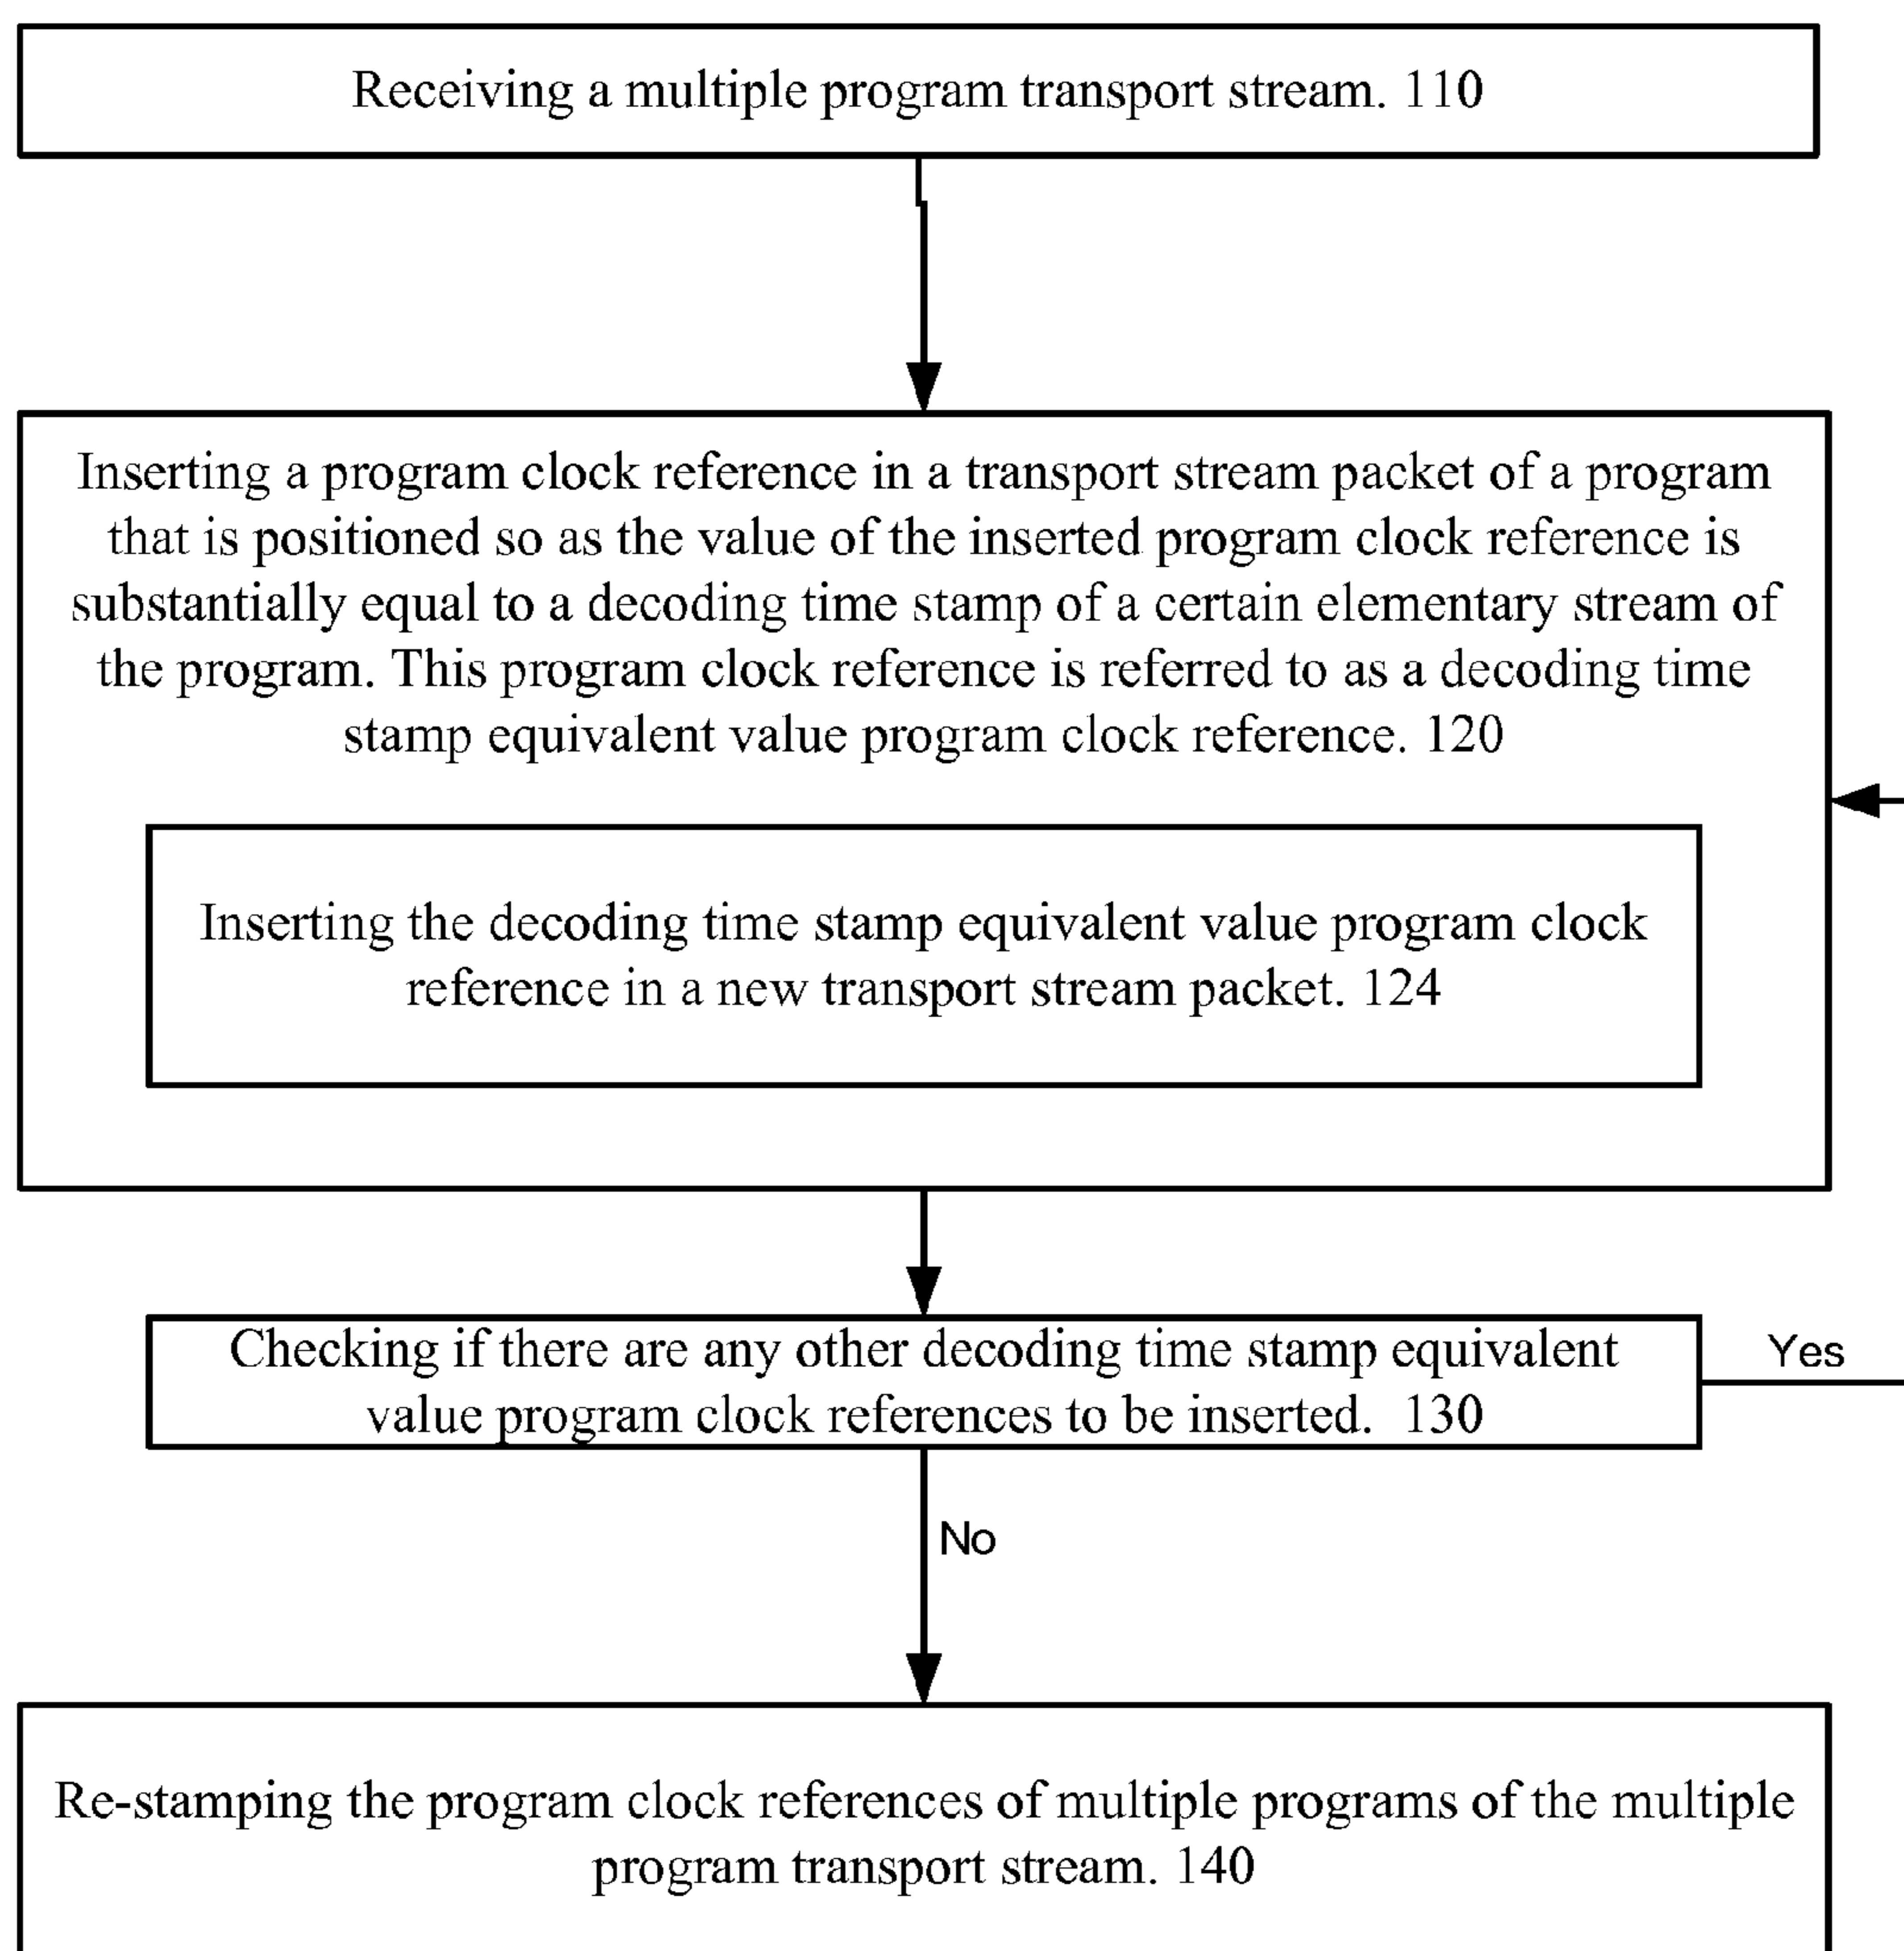 Receiving a multiple program transport stream. 110
Inserting a program clock reference in a transport stream packet of a program
that is positioned so as the value of the inserted program clock reference is
substantially equal to a decoding time stamp of a certain elementary stream of
the program. This program clock reference is referred to as a decoding time
stamp equivalent value program clock reference. 120
Inserting the decoding time stamp equivalent value program clock
reference in a new transport stream packet. 124
Checking if there are any other decoding time stamp equivalent
value program clock references to be inserted. 130
Yes
No
Re-stamping the program clock references of multiple programs of the multiple
program transport stream. 140